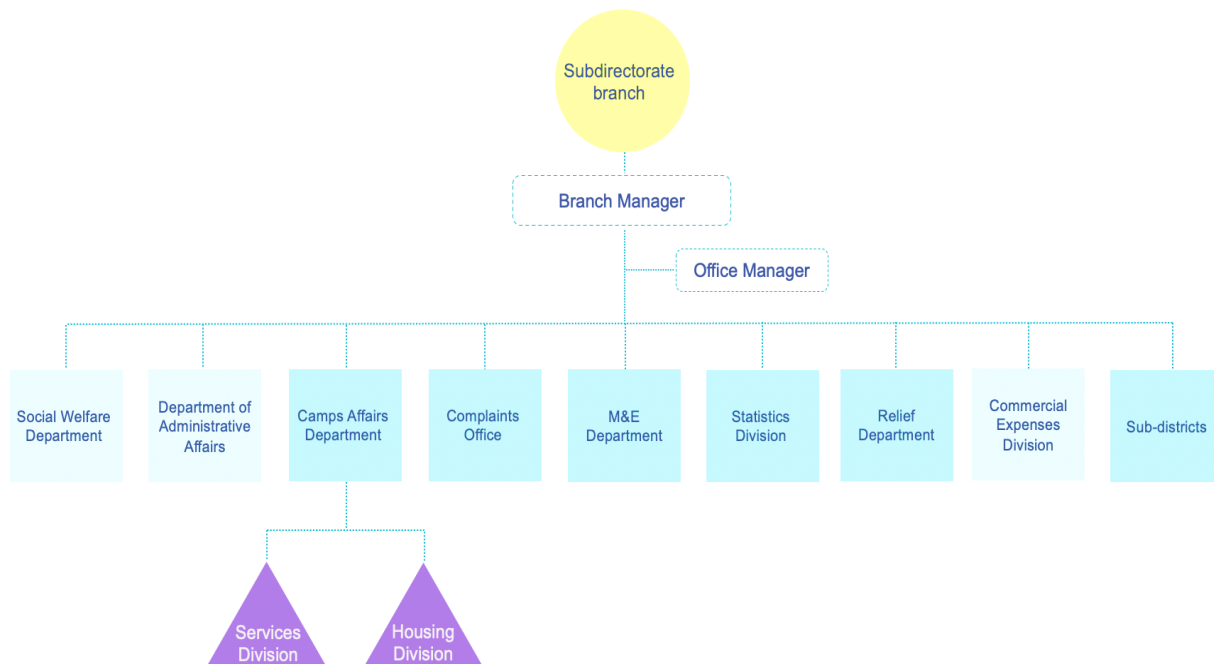 Subdirectorate
branch
Branch Manager
Office Manager
Social Welfare
Department
Department of
Administrative
Affairs
Camps Affairs
Department
Complaints
Office
M&E
Department
Statistics
Division
Relief
Department
Commercial
Expenses
Division
Sub-districts
Services
Division
Housing
Division